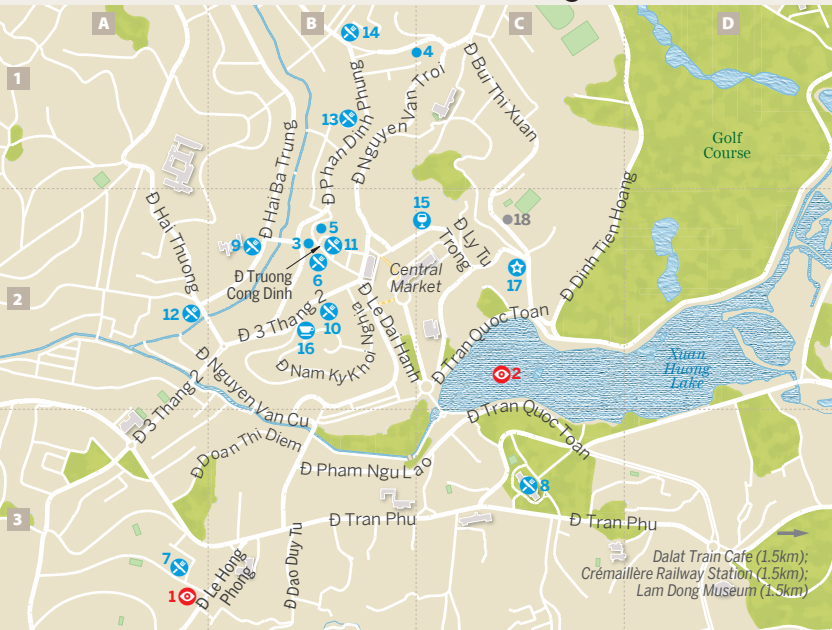 A
B
C
D
14
4
1
Đ Bui Thi Xuan
Đ Phan Dinh Phung
Đ Nguyen Van Troi
13
Golf
Course
Đ Hai Ba Trung
Đ Hai Thuong
15
18
5
3
11
9
Đ Ly Tu
Trong
Đ Dinh Tien Hoang
6
Đ Truong
Cong Dinh
Central
Market
17
2
12
Đ 3 Thang 2
10
16
Đ Nam Ky Khoi Nghia
Đ Le Dai Hanh
Đ Tran Quoc Toan
Xuan
Huong
Lake
2
Đ Nguyen Van Cu
Đ 3 Thang 2
Đ Tran Quoc Toan
Đ Doan Thi Diem
Đ Pham Ngu Lao
8
3
Đ Tran Phu
Đ Tran Phu
7
1
Đ Le Hong
Phong
Đ Dao Duy Tu
Dalat Train Cafe (1.5km);
Crémaillère Railway Station (1.5km);
Lam Dong Museum (1.5km)